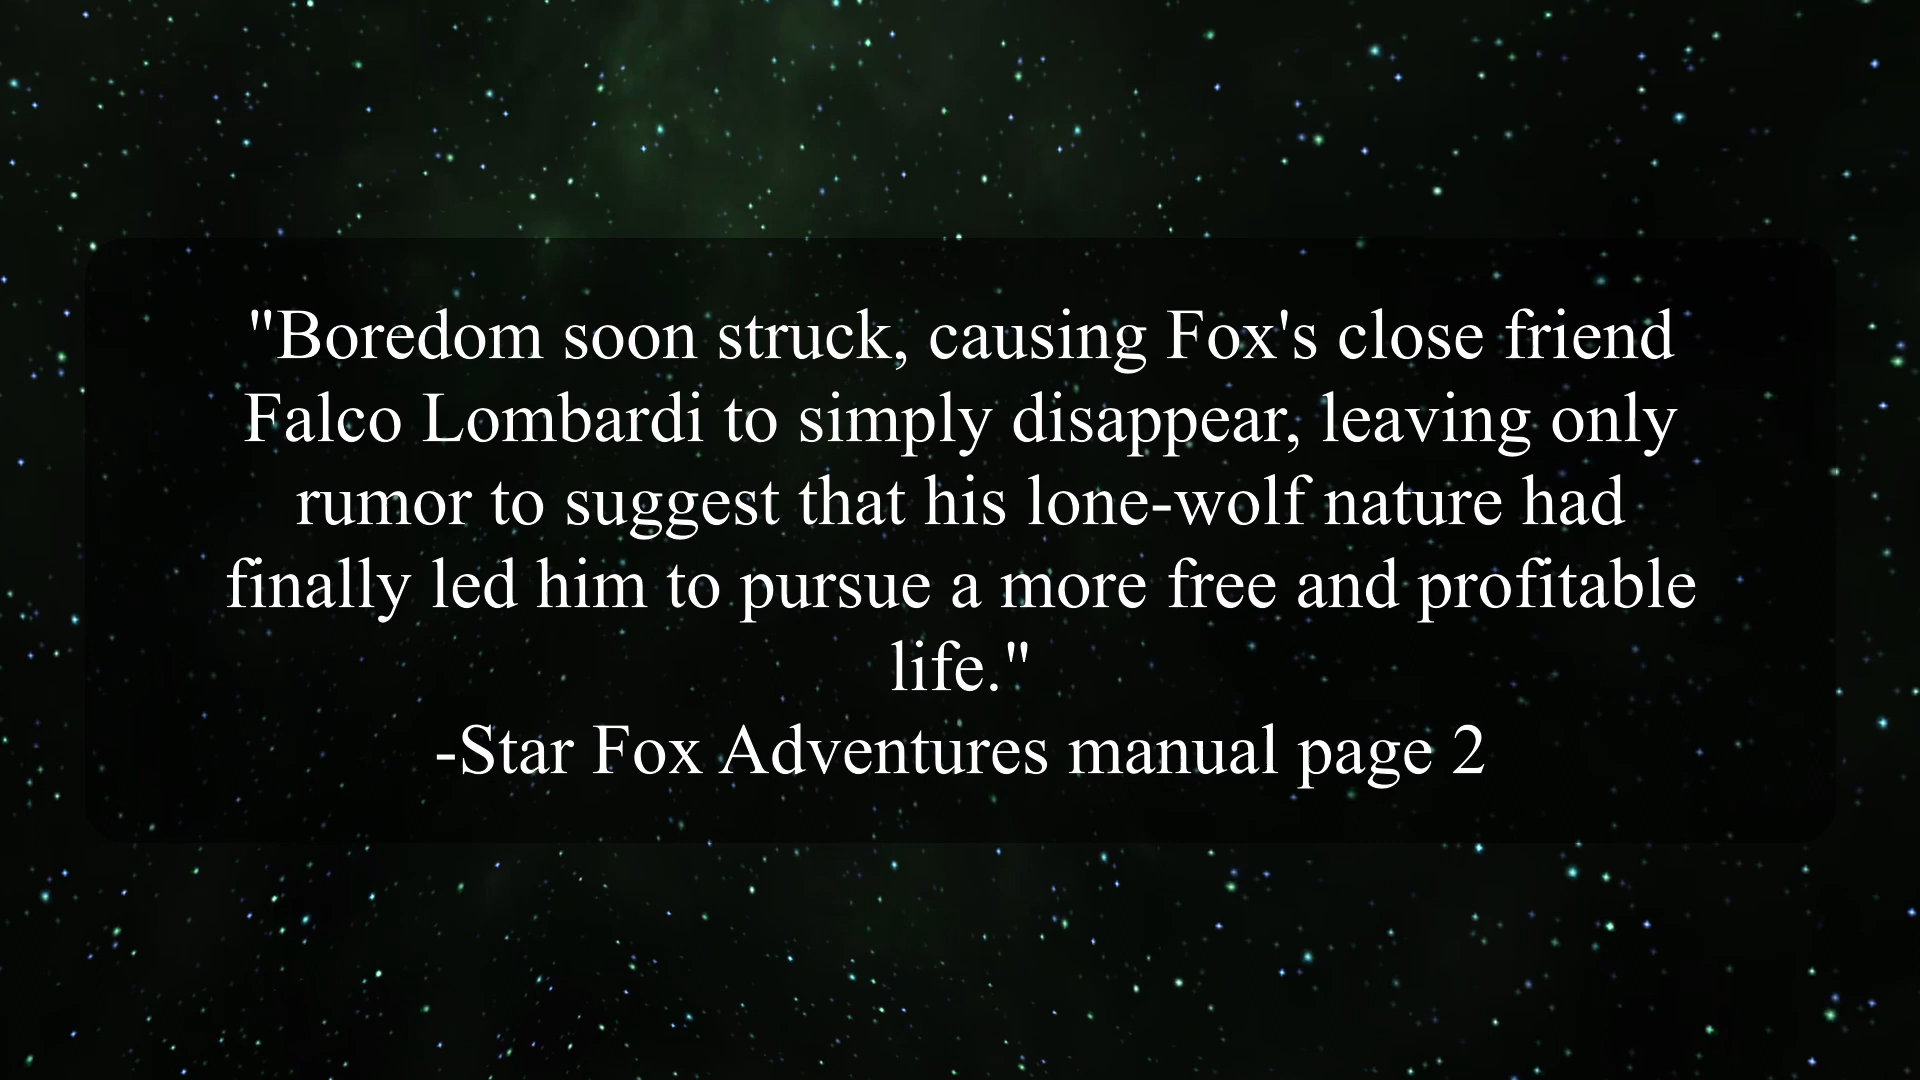 "Boredom soon struck, causing Fox's close friend
Falco Lombardi to simply disappear, leaving only
rumor to suggest that his lone-wolf nature had
finally led him to pursue a more free and profitable
life."
-Star Fox Adventures manual page 2